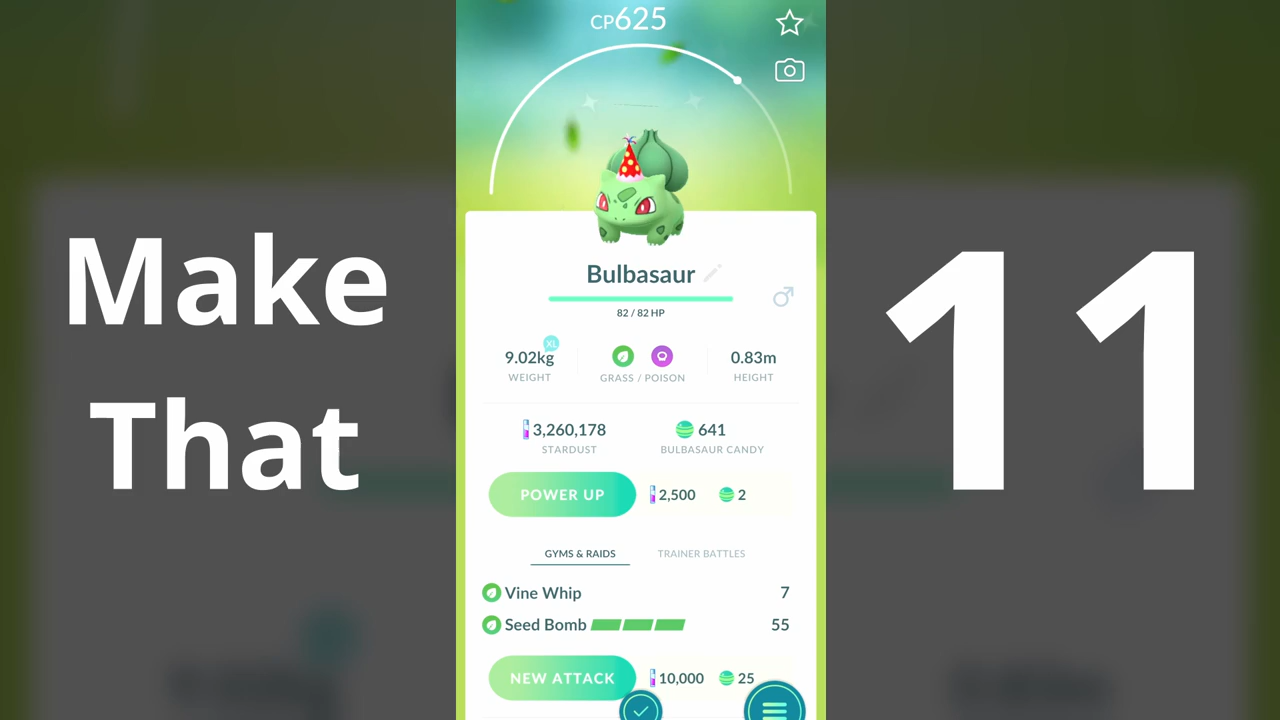 CP625
Make
That
11
Bulbasaur
82 / 82 HP
XL
9.02kg
WEIGHT
GRASS / POISON
0.83m
HEIGHT
3,260,178
STARDUST
641
BULBASAUR CANDY
POWER UP
2,500
2
GYMS & RAIDS
TRAINER BATTLES
Vine Whip
7
Seed Bomb
55
NEW ATTACK
10,000
25